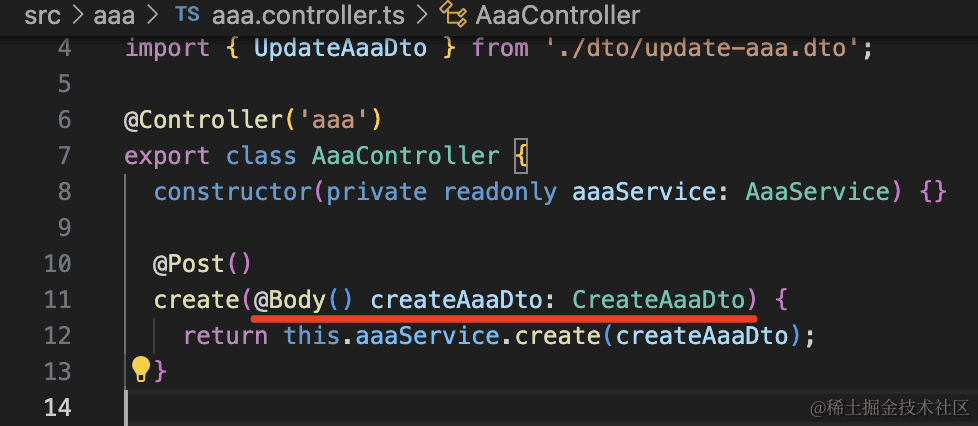 src > aaa > TS aaa.controller.ts > AaaController
4 import { UpdateAaaDto } from './dto/update-aaa.dto';
5
6 @Controller('aaa')
7 export class AaaController {
8 constructor(private readonly aaaService: AaaService) {}
9
10 @Post()
11 create(@Body() createAaaDto: CreateAaaDto) {
12 return this.aaaService.create(createAaaDto);
13 }
14
@稀土掘金技术社区